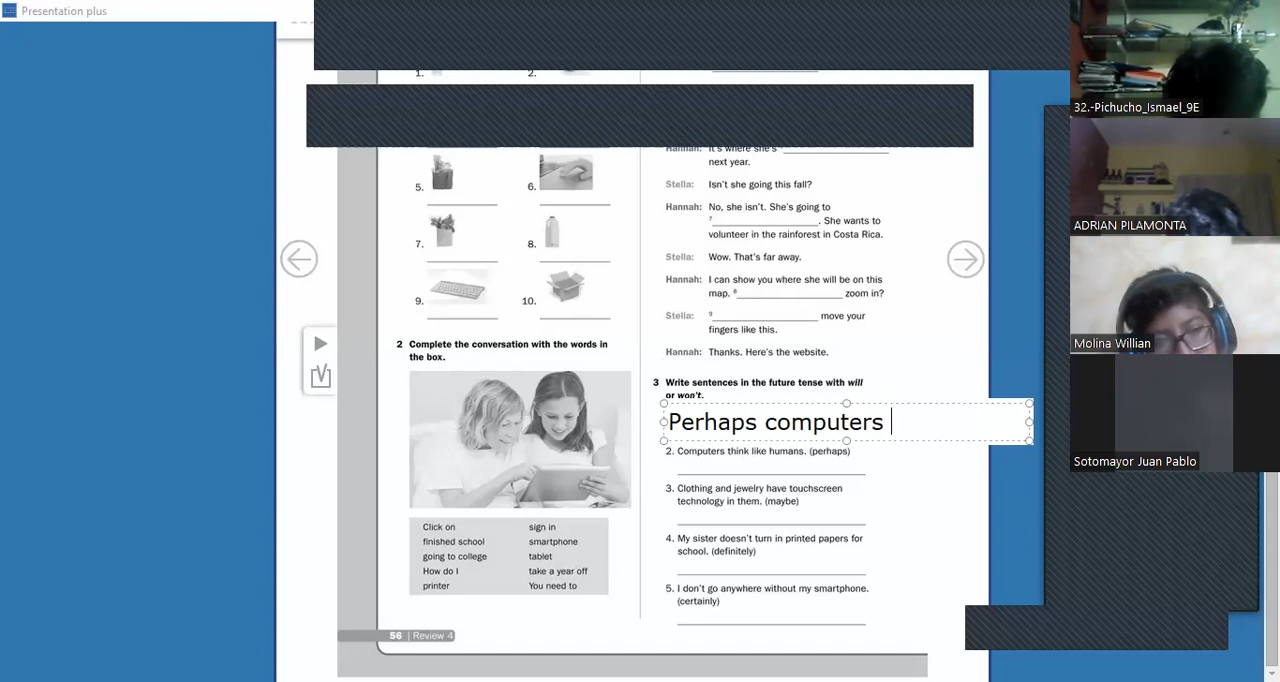 Presentation plus
1.
2.
5.
6.
7.
8.
9.
10.
2 Complete the conversation with the words in
the box.
Click on
finished school
going to college
How do I
printer
sign in
smartphone
tablet
take a year off
You need to
56 | Review 4
Hannah: It's where she's
next year.
Stella: Isn't she going this fall?
Hannah: No, she isn't. She's going to
7 . She wants to
volunteer in the rainforest in Costa Rica.
Stella: Wow. That's far away.
Hannah: I can show you where she will be on this
map. 8 zoom in?
Stella: 9 move your
fingers like this.
Hannah: Thanks. Here's the website.
3 Write sentences in the future tense with will
or won't.
Perhaps computers
2. Computers think like humans. (perhaps)
3. Clothing and jewelry have touchscreen
technology in them. (maybe)
4. My sister doesn't turn in printed papers for
school. (definitely)
5. I don't go anywhere without my smartphone.
(certainly)
32.-Pichucho_Ismael_9E
ADRIAN PILAMONTA
Molina Willian
Sotomayor Juan Pablo